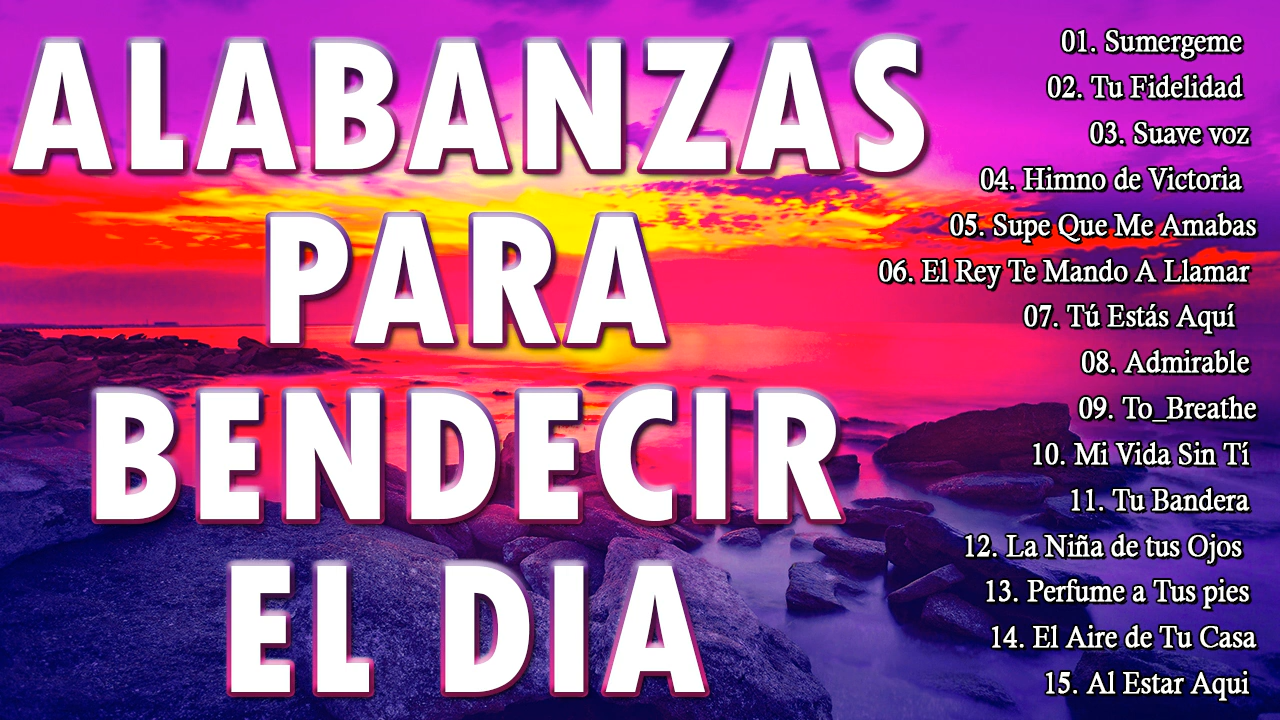 ALABANZAS
PARA
BENDECIR
EL DIA
01. Sumergeme
02. Tu Fidelidad
03. Suave voz
04. Himno de Victoria
05. Supe Que Me Amabas
06. El Rey Te Mando A Llamar
07. Tú Estás Aquí
08. Admirable
09. To_Breathe
10. Mi Vida Sin Tí
11. Tu Bandera
12. La Niña de tus Ojos
13. Perfume a Tus pies
14. El Aire de Tu Casa
15. Al Estar Aqui